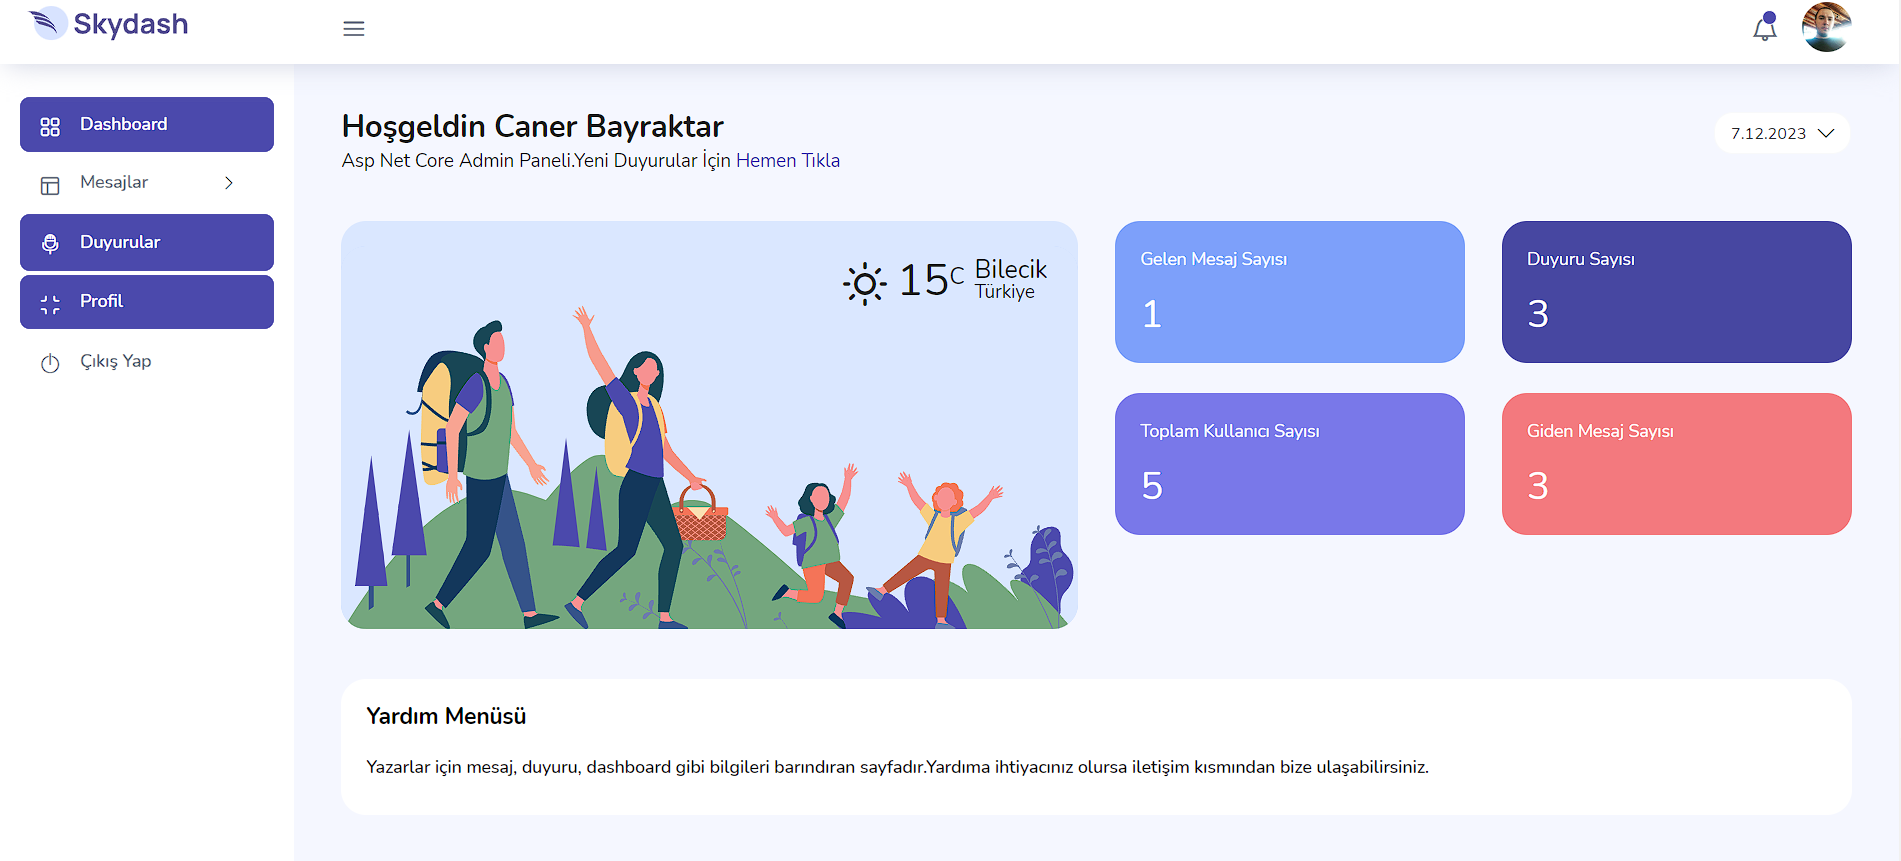 Skydash
Dashboard
Mesajlar
Duyurular
Profil
Çıkış Yap
Hoşgeldin Caner Bayraktar
Asp Net Core Admin Paneli.Yeni Duyurular İçin Hemen Tıkla
7.12.2023
15C Bilecik
Türkiye
Gelen Mesaj Sayısı
1
Duyuru Sayısı
3
Toplam Kullanıcı Sayısı
5
Giden Mesaj Sayısı
3
Yardım Menüsü
Yazarlar için mesaj, duyuru, dashboard gibi bilgileri barındıran sayfadır.Yardıma ihtiyacınız olursa iletişim kısmından bize ulaşabilirsiniz.